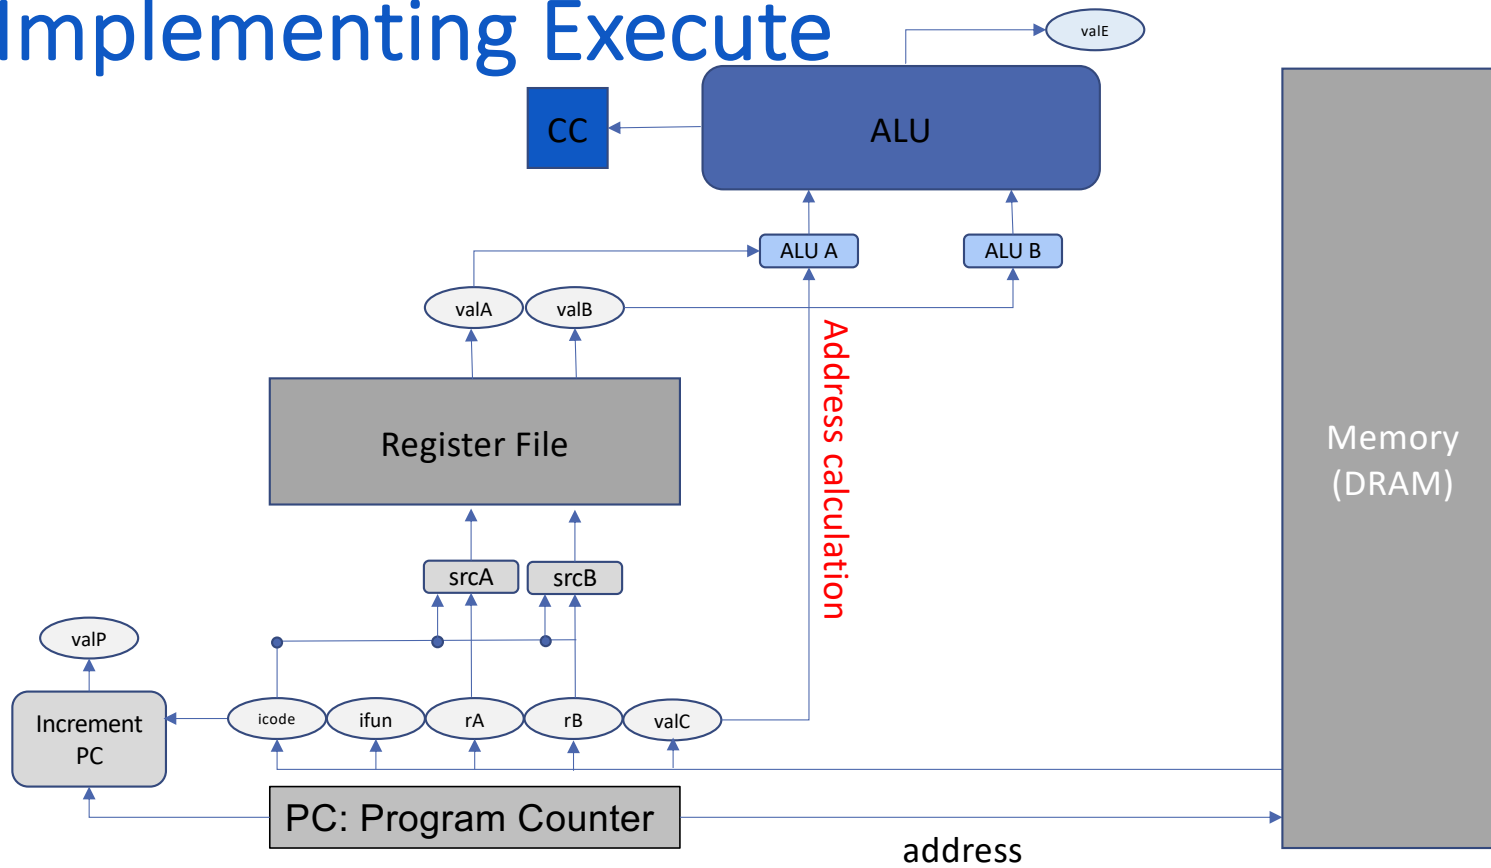 Implementing Execute
valE
CC
ALU
ALU A
ALU B
valA
valB
Address calculation
Register File
Memory
(DRAM)
srcA
srcB
valP
Increment
PC
icode
ifun
rA
rB
valC
PC: Program Counter
address